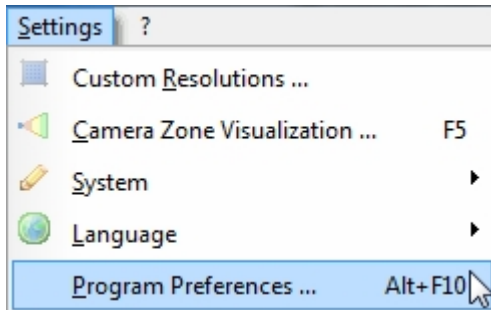 Settings ?
Custom Resolutions ...
Camera Zone Visualization ... F5
System
Language
Program Preferences ... Alt+F10